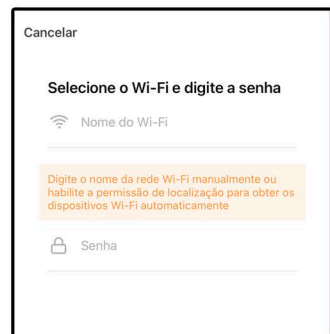 Cancelar
Selecione o Wi-Fi e digite a senha
Nome do Wi-Fi
Digite o nome da rede Wi-Fi manualmente ou
habilite a permissão de localização para obter os
dispositivos Wi-Fi automaticamente
Senha